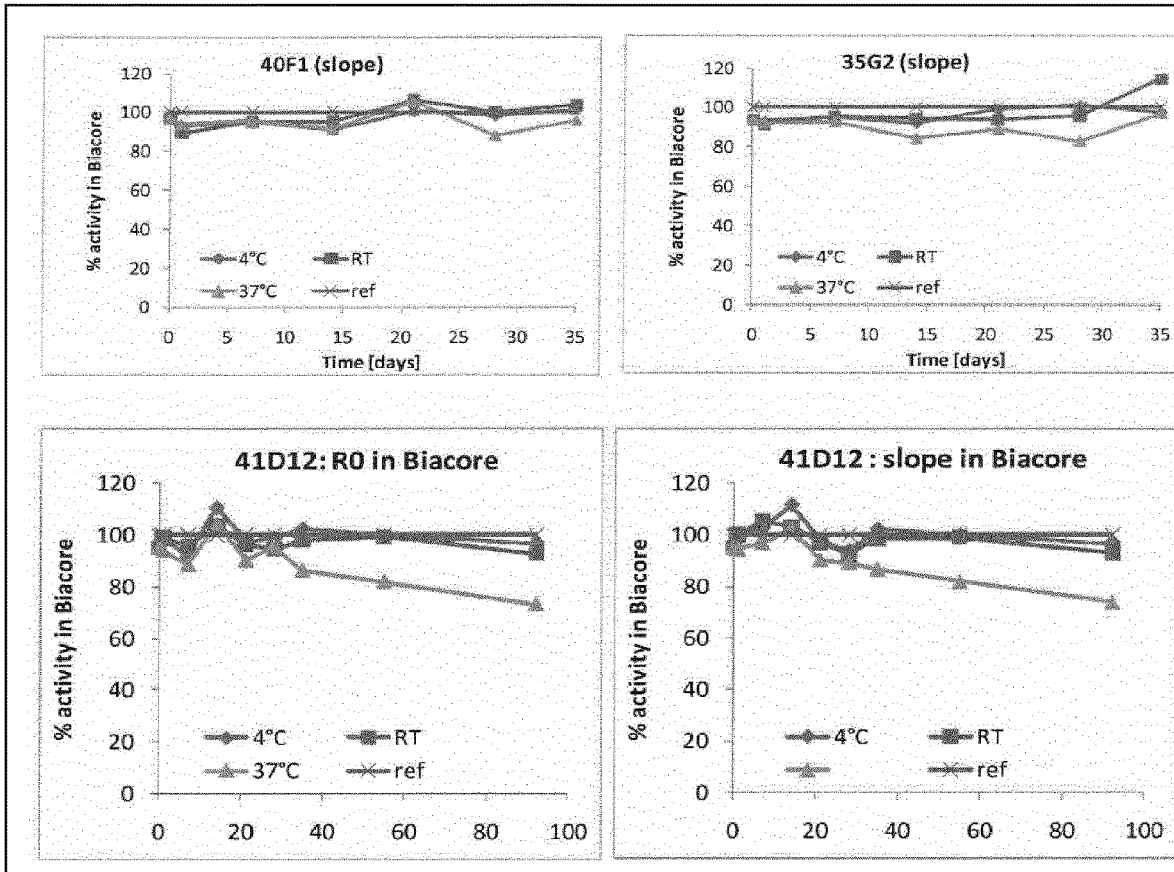 40F1 (slope)
% activity in Biacore
120
100
80
60
40
20
0
4°C
RT
37°C
ref
0 5 10 15 20 25 30 35
Time [days]
35G2 (slope)
% activity in Biacore
120
100
80
60
40
20
0
4°C
RT
37°C
ref
0 5 10 15 20 25 30 35
Time [days]
41D12: R0 in Biacore
% activity in Biacore
120
100
80
60
40
20
0
4°C
RT
37°C
ref
0 20 40 60 80 100
41D12 : slope in Biacore
% activity in Biacore
120
100
80
60
40
20
0
4°C
RT
ref
0 20 40 60 80 100